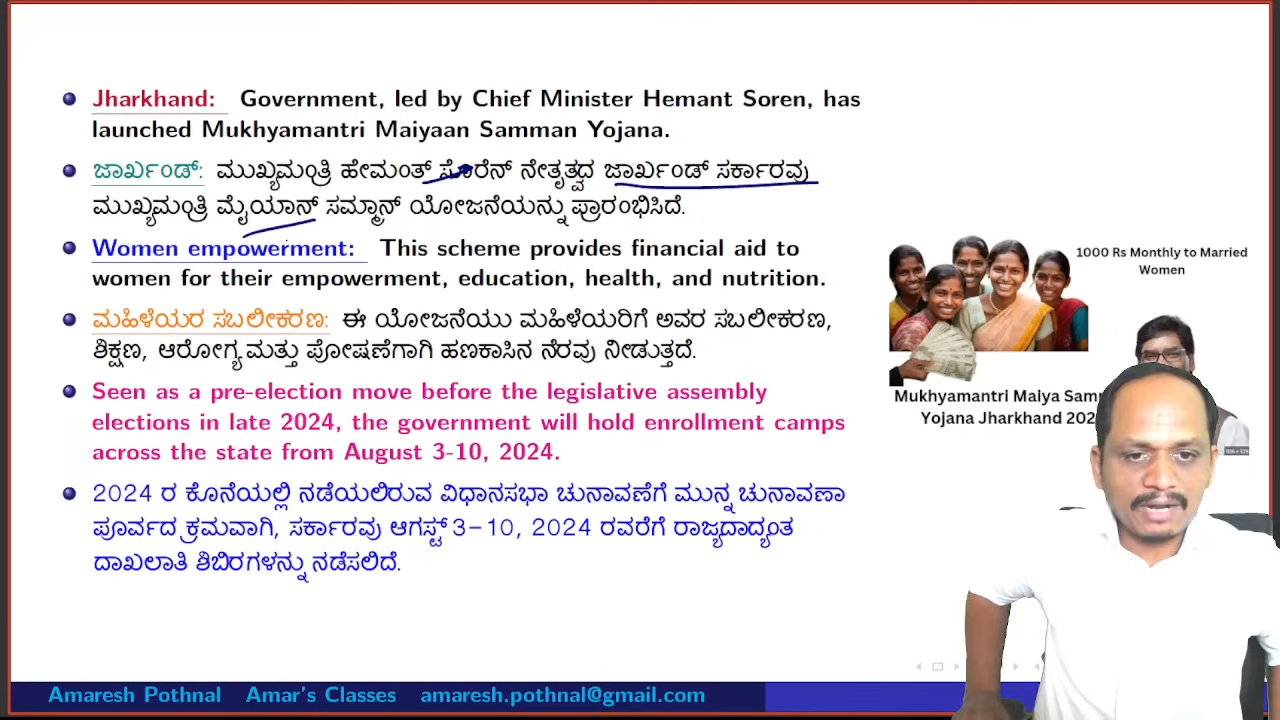 Jharkhand: Government, led by Chief Minister Hemant Soren, has
launched Mukhyamantri Maiyaan Samman Yojana.
ಜಾರ್ಖಂಡ್: ಮುಖ್ಯಮಂತ್ರಿ ಹೇಮಂತ್ ಸೊರೆನ್ ನೇತೃತ್ವದ ಜಾರ್ಖಂಡ್ ಸರ್ಕಾರವು
ಮುಖ್ಯಮಂತ್ರಿ ಮೈಯಾನ್ ಸಮ್ಮಾನ್ ಯೋಜನೆಯನ್ನು ಪ್ರಾರಂಭಿಸಿದೆ.
Women empowerment: This scheme provides financial aid to
women for their empowerment, education, health, and nutrition.
ಮಹಿಳೆಯರ ಸಬಲೀಕರಣ: ಈ ಯೋಜನೆಯು ಮಹಿಳೆಯರಿಗೆ ಅವರ ಸಬಲೀಕರಣ,
ಶಿಕ್ಷಣ, ಆರೋಗ್ಯ ಮತ್ತು ಪೋಷಣೆಗಾಗಿ ಹಣಕಾಸಿನ ನೆರವು ನೀಡುತ್ತದೆ.
Seen as a pre-election move before the legislative assembly
elections in late 2024, the government will hold enrollment camps
across the state from August 3-10, 2024.
2024 ರ ಕೊನೆಯಲ್ಲಿ ನಡೆಯಲಿರುವ ವಿಧಾನಸಭಾ ಚುನಾವಣೆಗೆ ಮುನ್ನ ಚುನಾವಣಾ
ಪೂರ್ವದ ಕ್ರಮವಾಗಿ, ಸರ್ಕಾರವು ಆಗಸ್ಟ್ 3-10, 2024 ರವರೆಗೆ ರಾಜ್ಯದಾದ್ಯಂತ
ದಾಖಲಾತಿ ಶಿಬಿರಗಳನ್ನು ನಡೆಸಲಿದೆ.
1000 Rs Monthly to Married
Women
Mukhyamantri Maiya
Yojana Jharkhand
Amaresh Pothnal Amar's Classes amaresh.pothnal@gmail.com